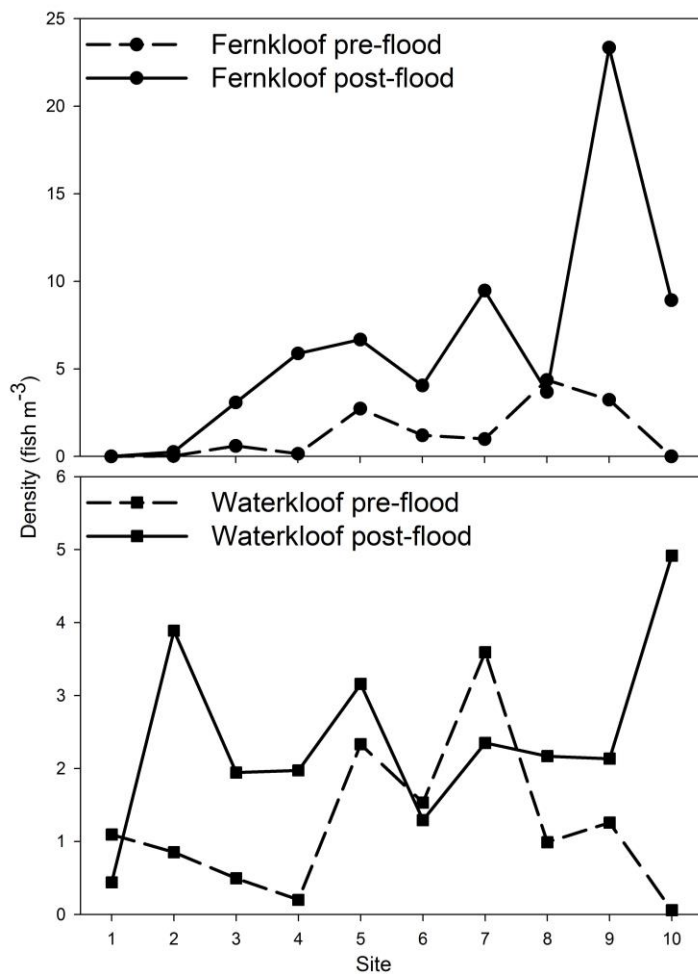 25
Fernkloof pre-flood
Fernkloof post-flood
20
15
10
5
0
Density (fish m⁻³)
6
Waterkloof pre-flood
Waterkloof post-flood
5
4
3
2
1
0
1 2 3 4 5 6 7 8 9 10
Site